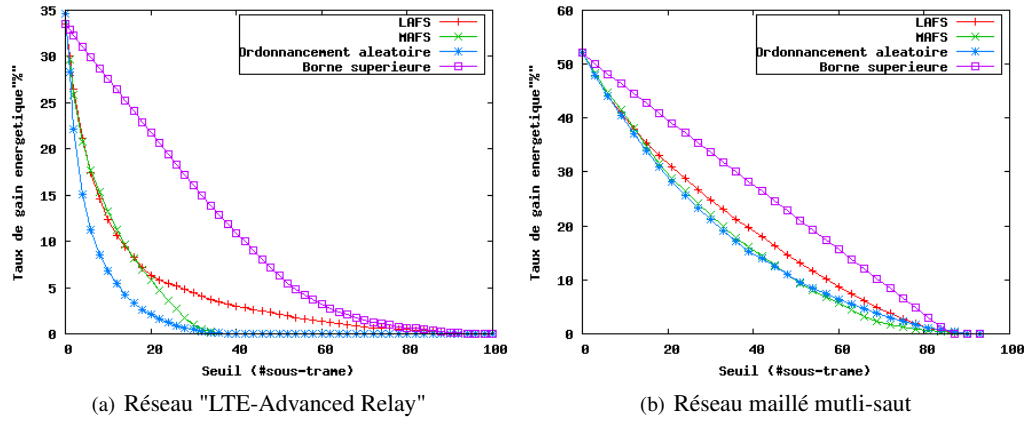 35
30
25
20
15
10
5
0
0 20 40 60 80 100
Taux de gain energetique"%"
Seuil (#sous-trame)
LAFS
MAFS
Ordonnancement aleatoire
Borne superieure
(a) Réseau "LTE-Advanced Relay"
60
50
40
30
20
10
0
0 20 40 60 80 100
Taux de gain energetique"%"
Seuil (#sous-trame)
LAFS
MAFS
Ordonnancement aleatoire
Borne superieure
(b) Réseau maillé mutli-saut